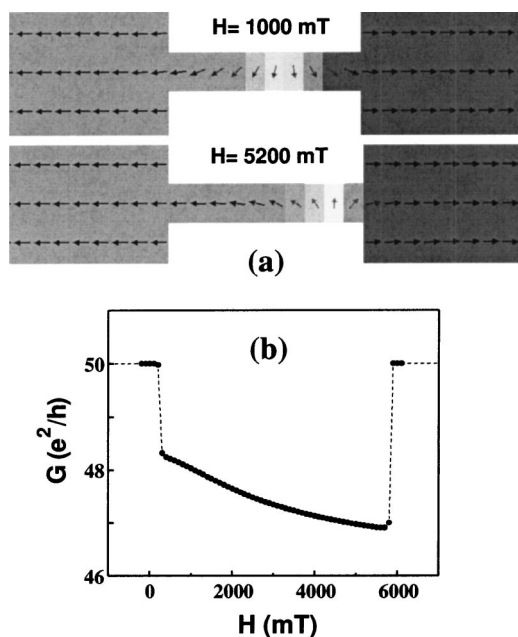 H= 1000 mT
H= 5200 mT
(a)
(b)
50
48
46
G (e²/h)
0 2000 4000 6000
H (mT)